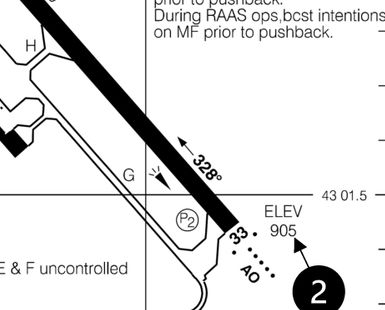 prior to pushback.
During RAAS ops,bcst intentions
on MF prior to pushback.
H
328°
G
43 01.5
P2
ELEV
905
33
AO
E & F uncontrolled
2